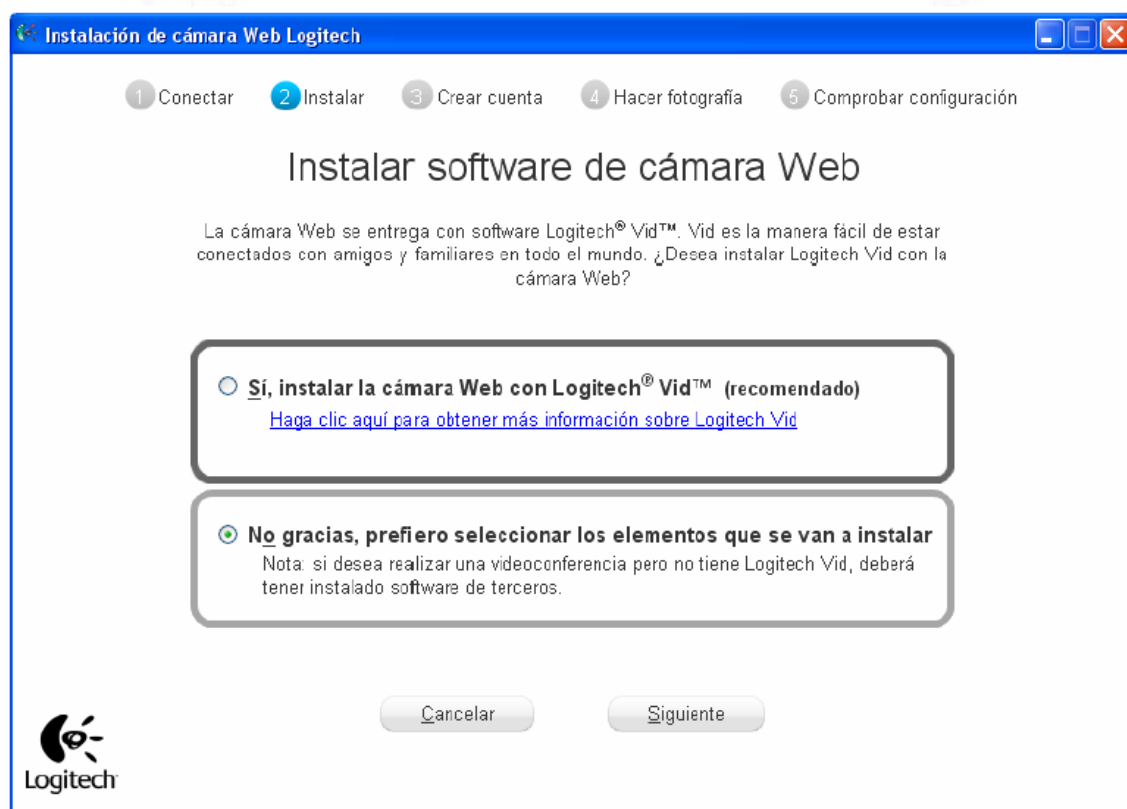 Instalación de cámara Web Logitech
1 Conectar 2 Instalar 3 Crear cuenta 4 Hacer fotografía 5 Comprobar configuración
Instalar software de cámara Web
La cámara Web se entrega con software Logitech® Vid™. Vid es la manera fácil de estar
conectados con amigos y familiares en todo el mundo. ¿Desea instalar Logitech Vid con la
cámara Web?
Sí, instalar la cámara Web con Logitech® Vid™ (recomendado)
Haga clic aquí para obtener más información sobre Logitech Vid
No gracias, prefiero seleccionar los elementos que se van a instalar
Nota: si desea realizar una videoconferencia pero no tiene Logitech Vid, deberá
tener instalado software de terceros.
Cancelar Siguiente
Logitech